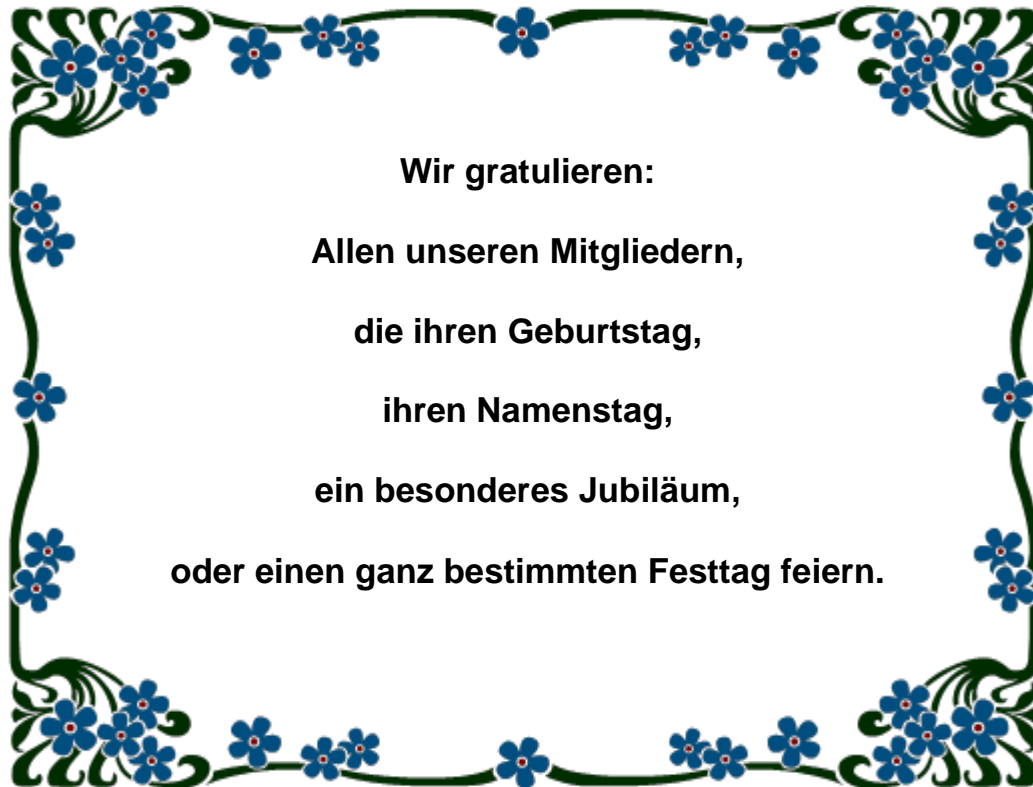 Wir gratulieren:
Allen unseren Mitgliedern,
die ihren Geburtstag,
ihren Namenstag,
ein besonderes Jubiläum,
oder einen ganz bestimmten Festtag feiern.